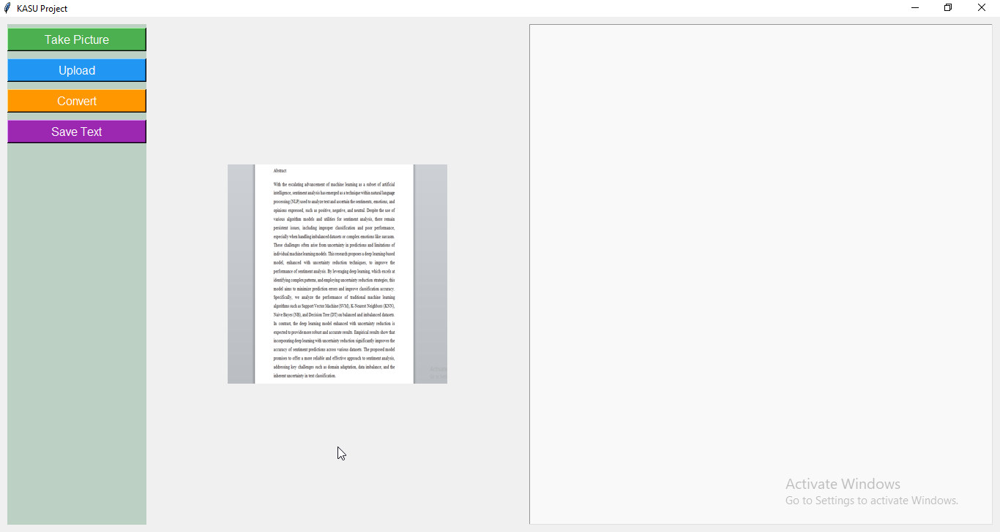 KASU Project
Take Picture
Upload
Convert
Save Text
Abstract
With the escalating advancement of machine learning as a subset of artificial
intelligence, sentiment analysis has emerged as a technique within natural language
processing (NLP) used to analyze text and ascertain the sentiments, emotions, and
opinions expressed, such as positive, negative, and neutral. Despite the use of
various algorithm models and utilities for sentiment analysis, there remain
persistent issues, including improper classification and poor performance,
especially when handling imbalanced datasets or complex emotions like sarcasm.
These challenges often arise from uncertainty in predictions and limitations of
individual machine learning models. This research proposes a deep learning-based
model, enhanced with uncertainty reduction techniques, to improve the
performance of sentiment analysis. By leveraging deep learning, which excels at
identifying complex patterns, and employing uncertainty reduction strategies, this
model aims to minimize prediction errors and improve classification accuracy.
Specifically, we analyze the performance of traditional machine learning
algorithms such as Support Vector Machine (SVM), K-Nearest Neighbors (KNN),
Naive Bayes (NB), and Decision Tree (DT) on balanced and imbalanced datasets.
In contrast, the deep learning model enhanced with uncertainty reduction is
expected to provide more robust and accurate results. Empirical results show that
incorporating deep learning with uncertainty reduction significantly improves the
accuracy of sentiment predictions across various datasets. The proposed model
promises to offer a more reliable and effective approach to sentiment analysis,
addressing key challenges such as domain adaptation, data imbalance, and the
inherent uncertainty in text classification.
Activate Windows
Go to Settings to activate Windows.